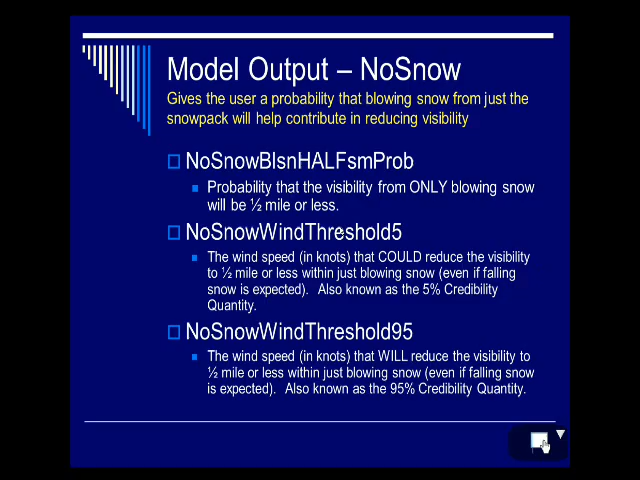 Model Output – NoSnow
Gives the user a probability that blowing snow from just the
snowpack will help contribute in reducing visibility
NoSnowBlsnHALFsmProb
Probability that the visibility from ONLY blowing snow
will be ½ mile or less.
NoSnowWindThreshold5
The wind speed (in knots) that COULD reduce the visibility
to ½ mile or less within just blowing snow (even if falling
snow is expected). Also known as the 5% Credibility
Quantity.
NoSnowWindThreshold95
The wind speed (in knots) that WILL reduce the visibility to
½ mile or less within just blowing snow (even if falling snow
is expected). Also known as the 95% Credibility Quantity.